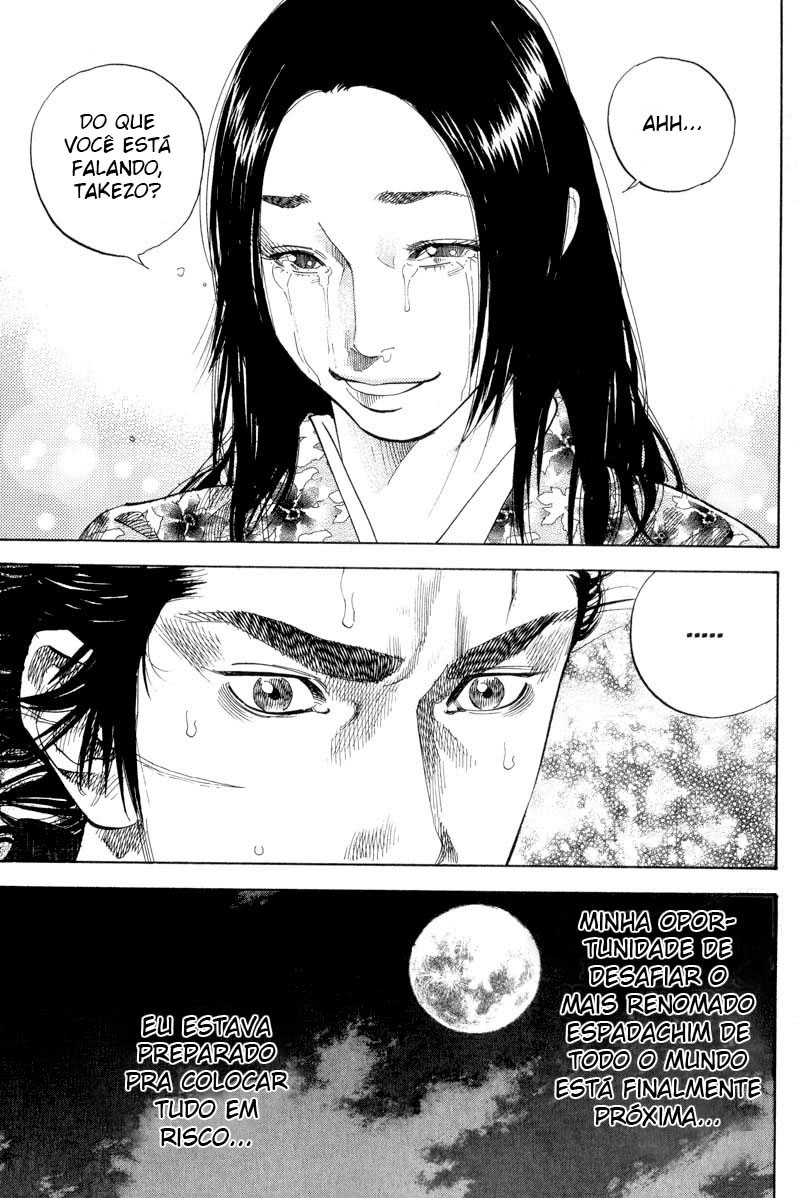 AHH...
DO QUE
VOCÊ ESTÁ
FALANDO,
TAKEZO?
.....
MINHA OPOR-
TUNIDADE DE
DESAFIAR O
MAIS RENOMADO
ESPADACHIM DE
TODO O MUNDO
ESTÁ FINALMENTE
PRÓXIMA...
EU ESTAVA
PREPARADO
PRA COLOCAR
TUDO EM
RISCO...